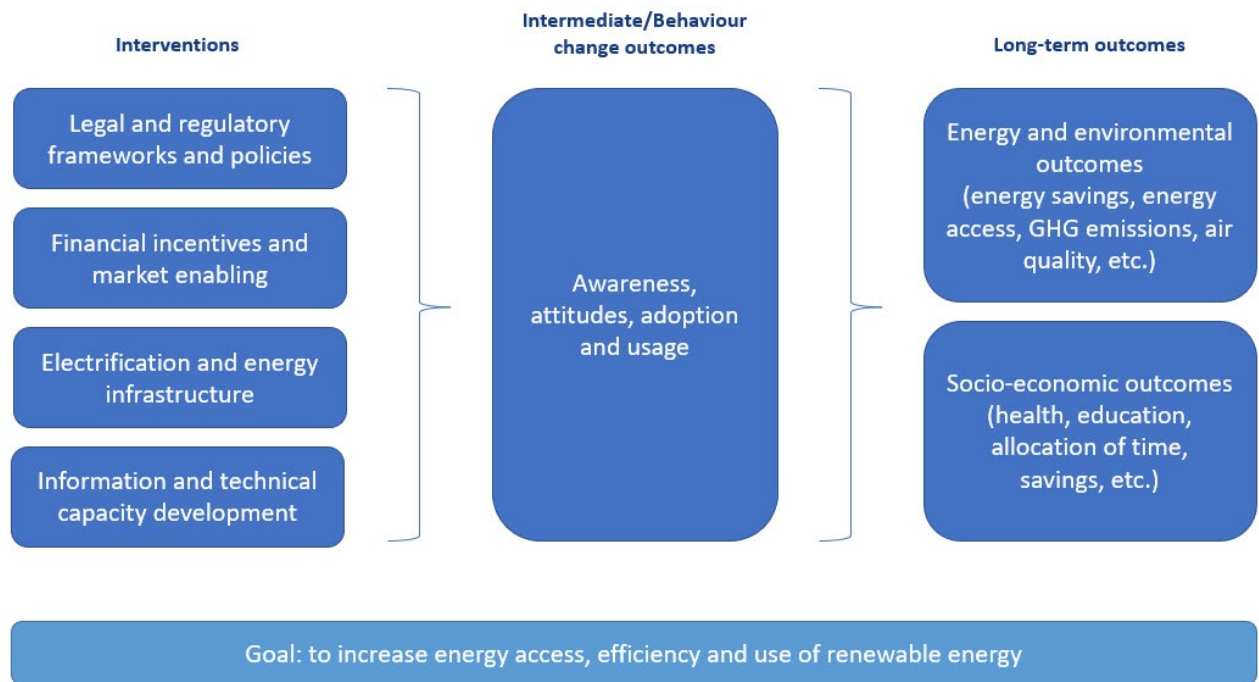 Interventions
Intermediate/Behaviour
change outcomes
Long-term outcomes
Legal and regulatory
frameworks and policies
Financial incentives and
market enabling
Electrification and energy
infrastructure
Information and technical
capacity development
Awareness,
attitudes, adoption
and usage
Energy and environmental
outcomes
(energy savings, energy
access, GHG emissions, air
quality, etc.)
Socio-economic outcomes
(health, education,
allocation of time,
savings, etc.)
Goal: to increase energy access, efficiency and use of renewable energy